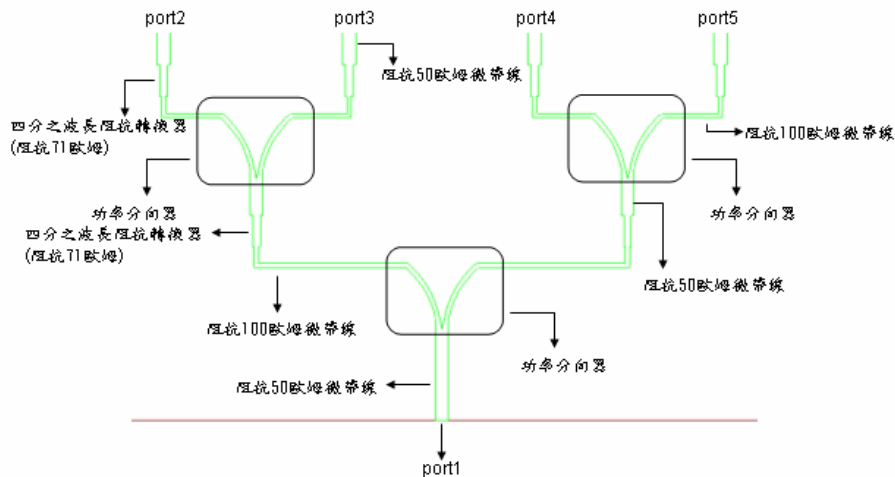 port2
port3
port4
port5
阻抗50歐姆微帶線
四分之波長阻抗轉換器
(阻抗71歐姆)
阻抗100歐姆微帶線
功率分向器
功率分向器
四分之波長阻抗轉換器
(阻抗71歐姆)
阻抗50歐姆微帶線
阻抗100歐姆微帶線
功率分向器
阻抗50歐姆微帶線
port1